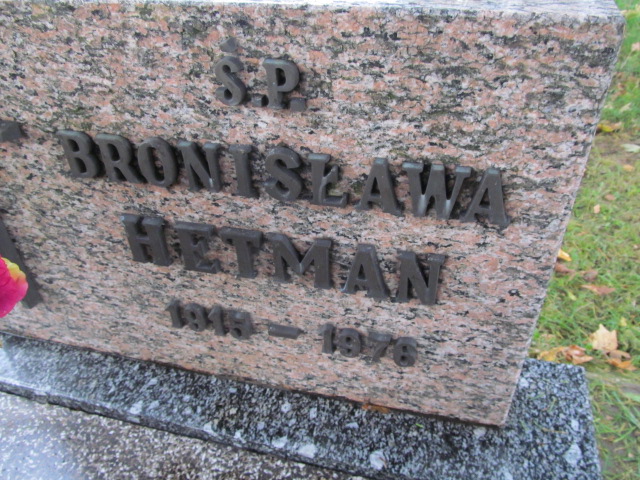 Ś.P.
BRONISŁAWA
HETMAN
1915 – 1976